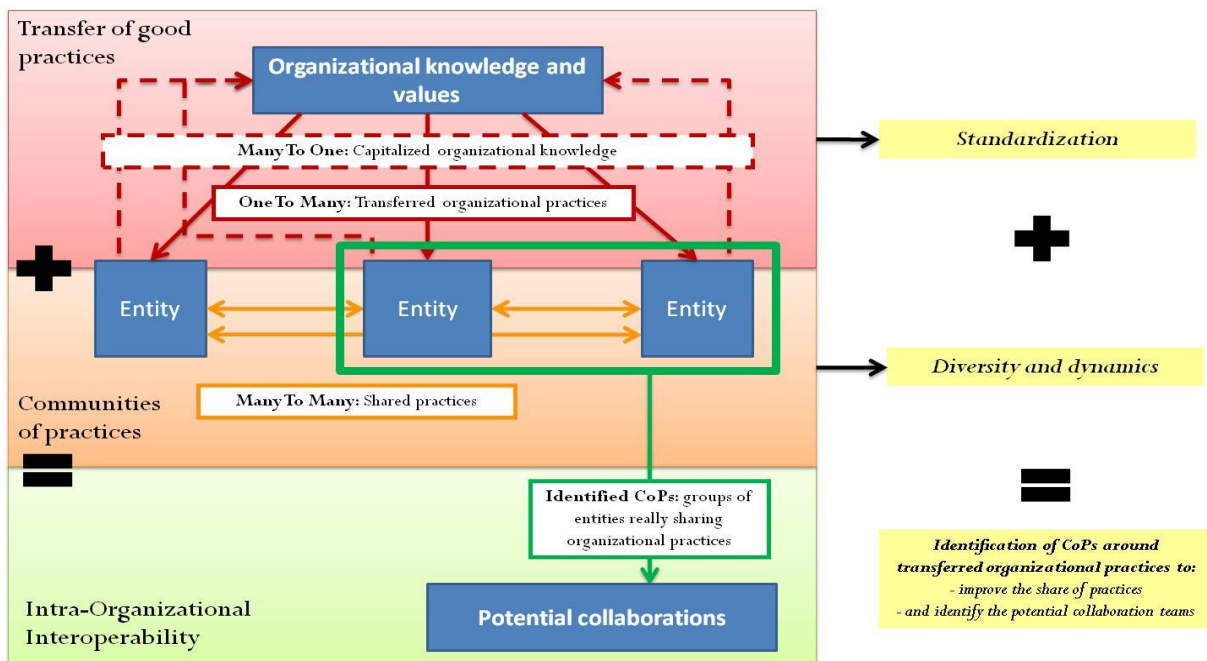 Transfer of good
practices
Organizational knowledge and
values
Many To One: Capitalized organizational knowledge
One To Many: Transferred organizational practices
Standardization
+
+
Entity
Entity
Entity
Many To Many: Shared practices
Diversity and dynamics
Communities
of practices
=
=
Identified CoPs: groups of
entities really sharing
organizational practices
Identification of CoPs around
transferred organizational practices to:
- improve the share of practices
- and identify the potential collaboration teams
Intra-Organizational
Interoperability
Potential collaborations